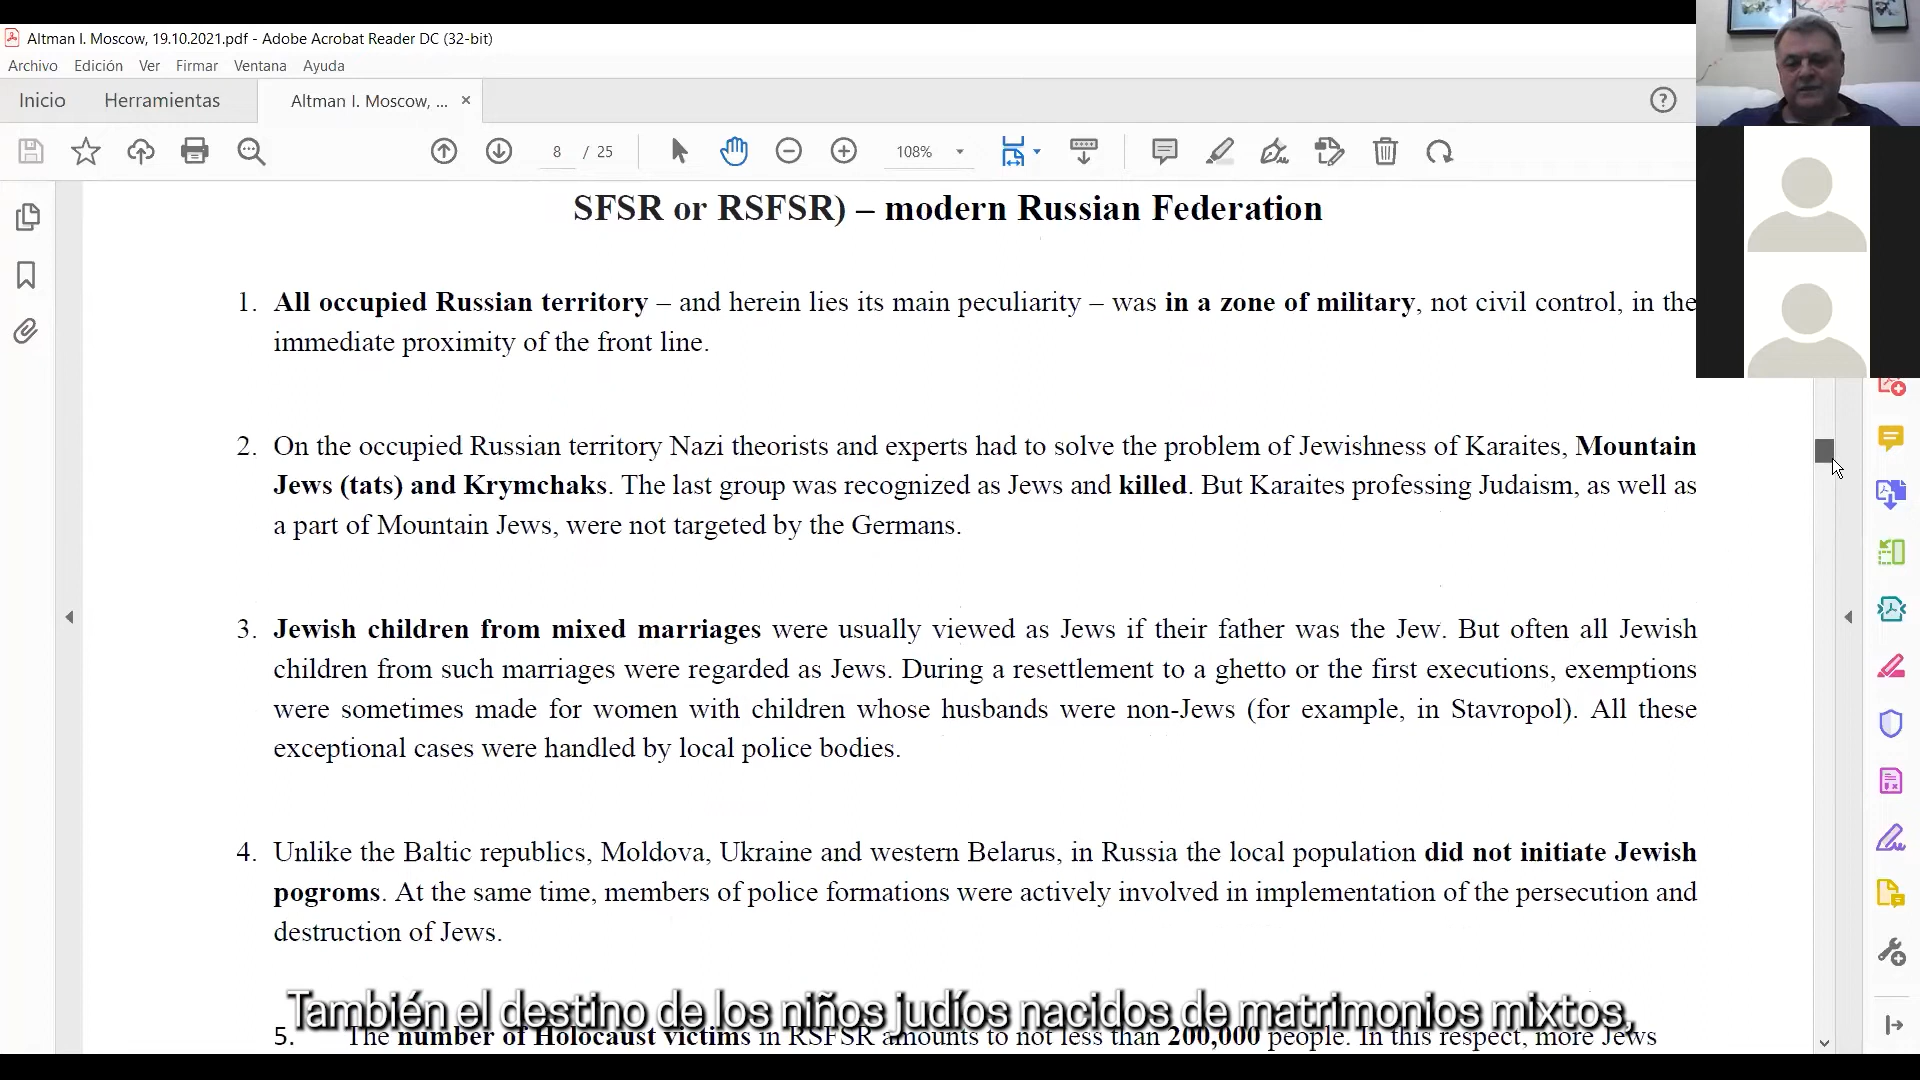 Altman I. Moscow, 19.10.2021.pdf - Adobe Acrobat Reader DC (32-bit)
Archivo Edición Ver Firmar Ventana Ayuda
Inicio Herramientas Altman I. Moscow, ... ×
8 / 25 108%
SFSR or RSFSR) – modern Russian Federation
1. All occupied Russian territory – and herein lies its main peculiarity – was in a zone of military, not civil control, in the
immediate proximity of the front line.
2. On the occupied Russian territory Nazi theorists and experts had to solve the problem of Jewishness of Karaites, Mountain
Jews (tats) and Krymchaks. The last group was recognized as Jews and killed. But Karaites professing Judaism, as well as
a part of Mountain Jews, were not targeted by the Germans.
3. Jewish children from mixed marriages were usually viewed as Jews if their father was the Jew. But often all Jewish
children from such marriages were regarded as Jews. During a resettlement to a ghetto or the first executions, exemptions
were sometimes made for women with children whose husbands were non-Jews (for example, in Stavropol). All these
exceptional cases were handled by local police bodies.
4. Unlike the Baltic republics, Moldova, Ukraine and western Belarus, in Russia the local population did not initiate Jewish
pogroms. At the same time, members of police formations were actively involved in implementation of the persecution and
destruction of Jews.
También el destino de los niños judíos nacidos de matrimonios mixtos,
5. The number of Holocaust victims in RSFSR amounts to not less than 200,000 people. In this respect, more Jews